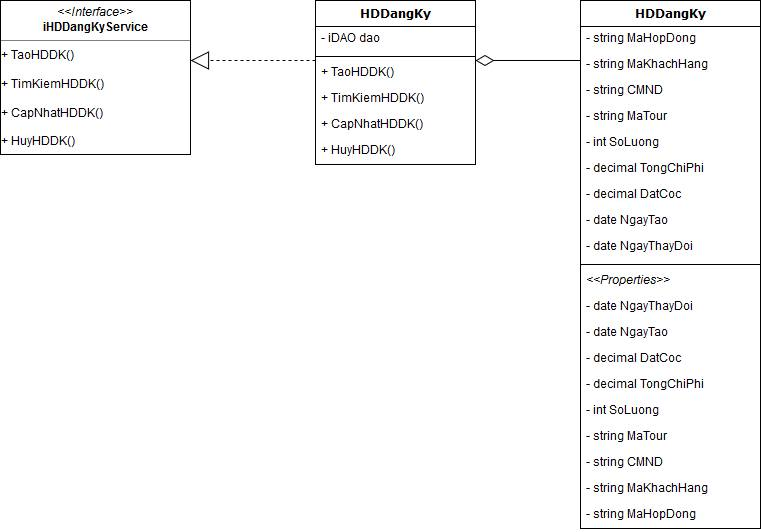 <<Interface>>
iHDDangKyService
+ TaoHDDK()
+ TimKiemHDDK()
+ CapNhatHDDK()
+ HuyHDDK()
HDDangKy
- iDAO dao
+ TaoHDDK()
+ TimKiemHDDK()
+ CapNhatHDDK()
+ HuyHDDK()
HDDangKy
- string MaHopDong
- string MaKhachHang
- string CMND
- string MaTour
- int SoLuong
- decimal TongChiPhi
- decimal DatCoc
- date NgayTao
- date NgayThayDoi
<<Properties>>
- date NgayThayDoi
- date NgayTao
- decimal DatCoc
- decimal TongChiPhi
- int SoLuong
- string MaTour
- string CMND
- string MaKhachHang
- string MaHopDong